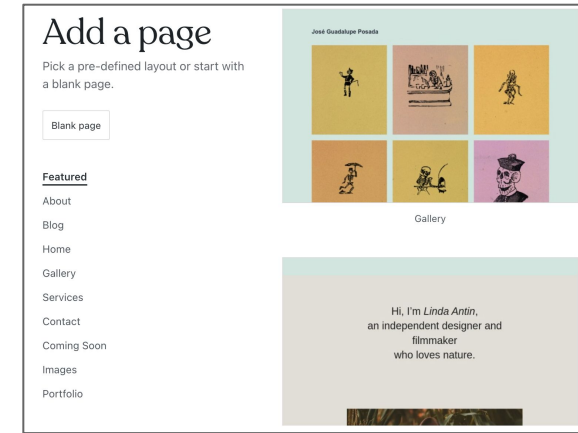 Add a page
Pick a pre-defined layout or start with
a blank page.
Blank page
Featured
About
Blog
Home
Gallery
Services
Contact
Coming Soon
Images
Portfolio
José Guadalupe Posada
Gallery
Hi, I’m Linda Antin,
an independent designer and
filmmaker
who loves nature.